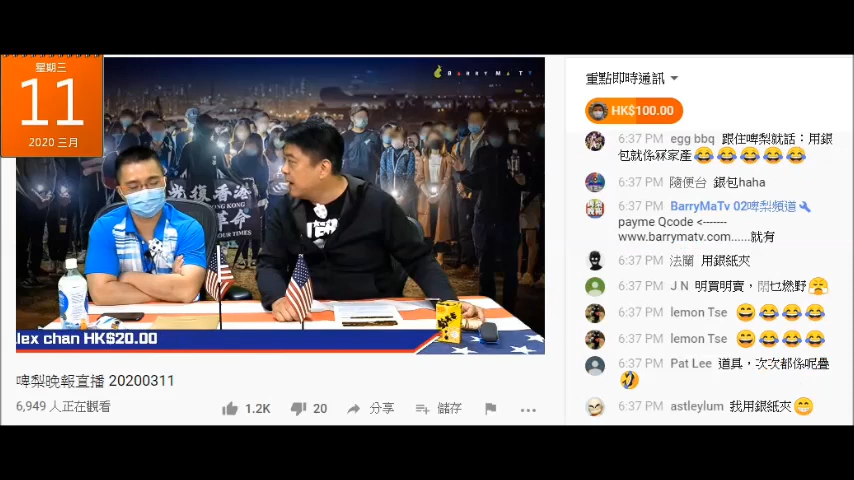 星期三
11
2020 三月
BARRYMATT
光復香港
HONG KONG
革命
OUR TIMES
lex chan HK$20.00
啤梨晚報直播 20200311
6,949 人正在觀看
1.2K
20
分享
儲存
重點即時通訊
HK$100.00
6:37 PM egg bbq 跟住啤梨就話：用銀
包就係冧家產😂😂😂😂😂
6:37 PM 隨便台 銀包haha
6:37 PM BarryMaTv 02啤梨頻道
payme Qcode <-------
www.barrymatv.com......就有
6:37 PM 法蘭 用銀紙夾
6:37 PM J N 明買明賣，閂乜燃野😤
6:37 PM lemon Tse 😄😂😂😂
6:37 PM lemon Tse 😄😂😂😂
6:37 PM Pat Lee 道具，次次都係呢疊
🤣
6:37 PM astleylum 我用銀紙夾😁